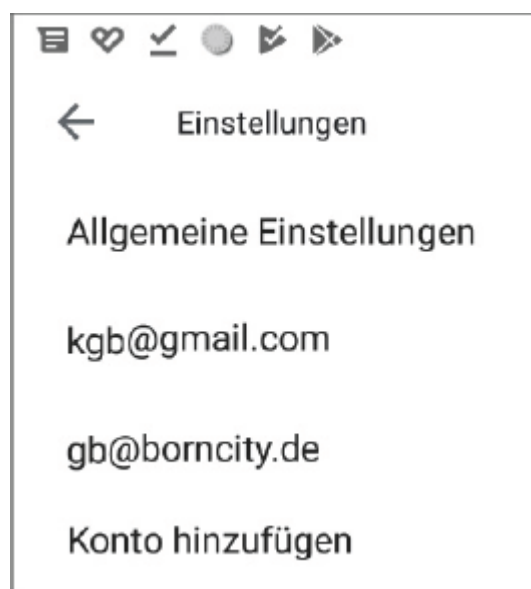 Einstellungen
Allgemeine Einstellungen
kgb@gmail.com
gb@borncity.de
Konto hinzufügen